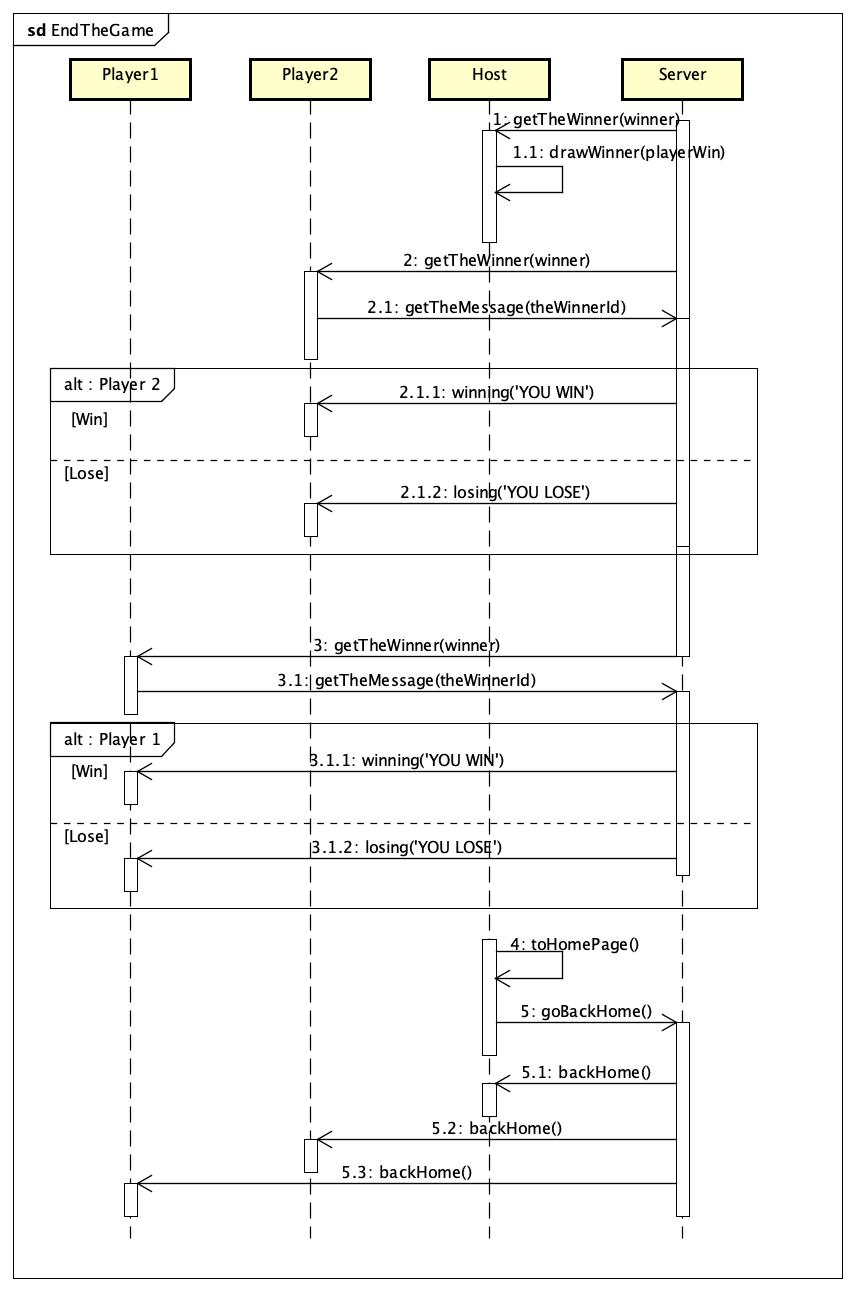 sd EndTheGame
Player1
Player2
Host
Server
1: getTheWinner(winner)
1.1: drawWinner(playerWin)
2: getTheWinner(winner)
2.1: getTheMessage(theWinnerId)
alt : Player 2
2.1.1: winning('YOU WIN')
[Win]
[Lose]
2.1.2: losing('YOU LOSE')
3: getTheWinner(winner)
3.1: getTheMessage(theWinnerId)
alt : Player 1
3.1.1: winning('YOU WIN')
[Win]
[Lose]
3.1.2: losing('YOU LOSE')
4: toHomePage()
5: goBackHome()
5.1: backHome()
5.2: backHome()
5.3: backHome()